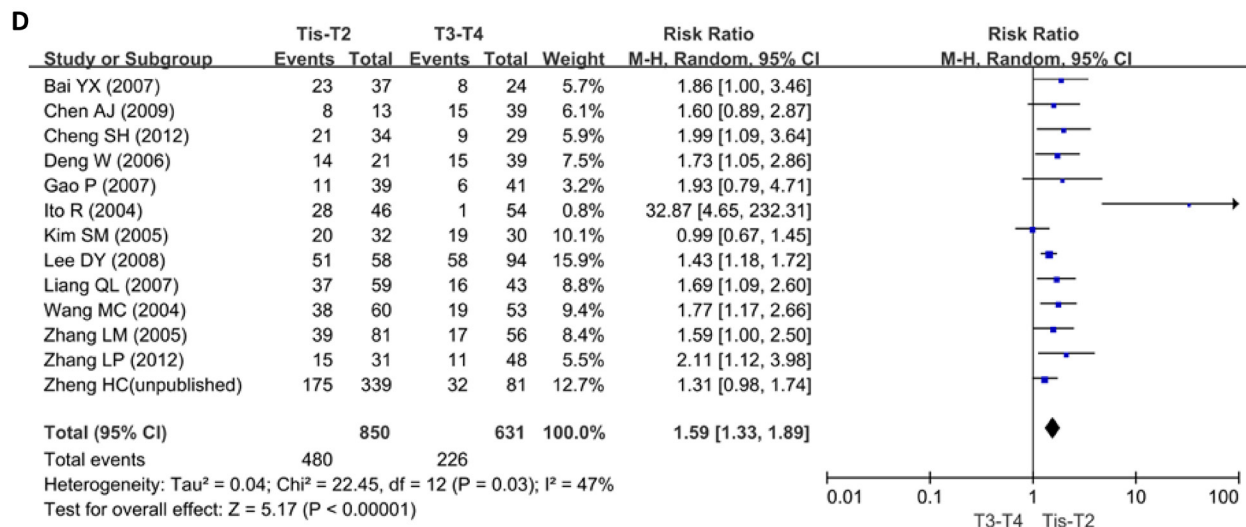 D
Tis-T2 T3-T4 Risk Ratio Risk Ratio
Study or Subgroup Events Total Events Total Weight M-H, Random, 95% CI M-H, Random, 95% CI
Bai YX (2007) 23 37 8 24 5.7% 1.86 [1.00, 3.46]
Chen AJ (2009) 8 13 15 39 6.1% 1.60 [0.89, 2.87]
Cheng SH (2012) 21 34 9 29 5.6% 1.99 [1.09, 3.64]
Deng W (2006) 14 21 15 39 7.5% 1.73 [1.05, 2.86]
Gao P (2007) 11 39 6 41 3.2% 1.93 [0.79, 4.71]
Ito R (2004) 28 46 1 54 0.8% 32.87 [4.65, 232.31]
Kim SM (2005) 20 32 19 30 10.1% 0.99 [0.67, 1.45]
Lee DY (2008) 51 58 58 94 15.9% 1.43 [1.18, 1.72]
Liang QL (2007) 37 59 16 43 8.8% 1.69 [1.09, 2.60]
Wang MC (2004) 38 60 19 53 9.4% 1.77 [1.17, 2.66]
Zhang LM (2005) 39 81 17 56 8.4% 1.59 [1.00, 2.50]
Zhang LP (2012) 15 31 11 48 5.5% 2.11 [1.12, 3.98]
Zheng HC(unpublished) 175 339 32 81 12.7% 1.31 [0.98, 1.74]
Total (95% CI) 850 631 100.0% 1.59 [1.33, 1.89]
Total events 480 226
Heterogeneity: Tau² = 0.04; Chi² = 22.45, df = 12 (P = 0.03); I² = 47%
Test for overall effect: Z = 5.17 (P < 0.00001)
0.01 0.1 1 10 100
T3-T4 Tis-T2